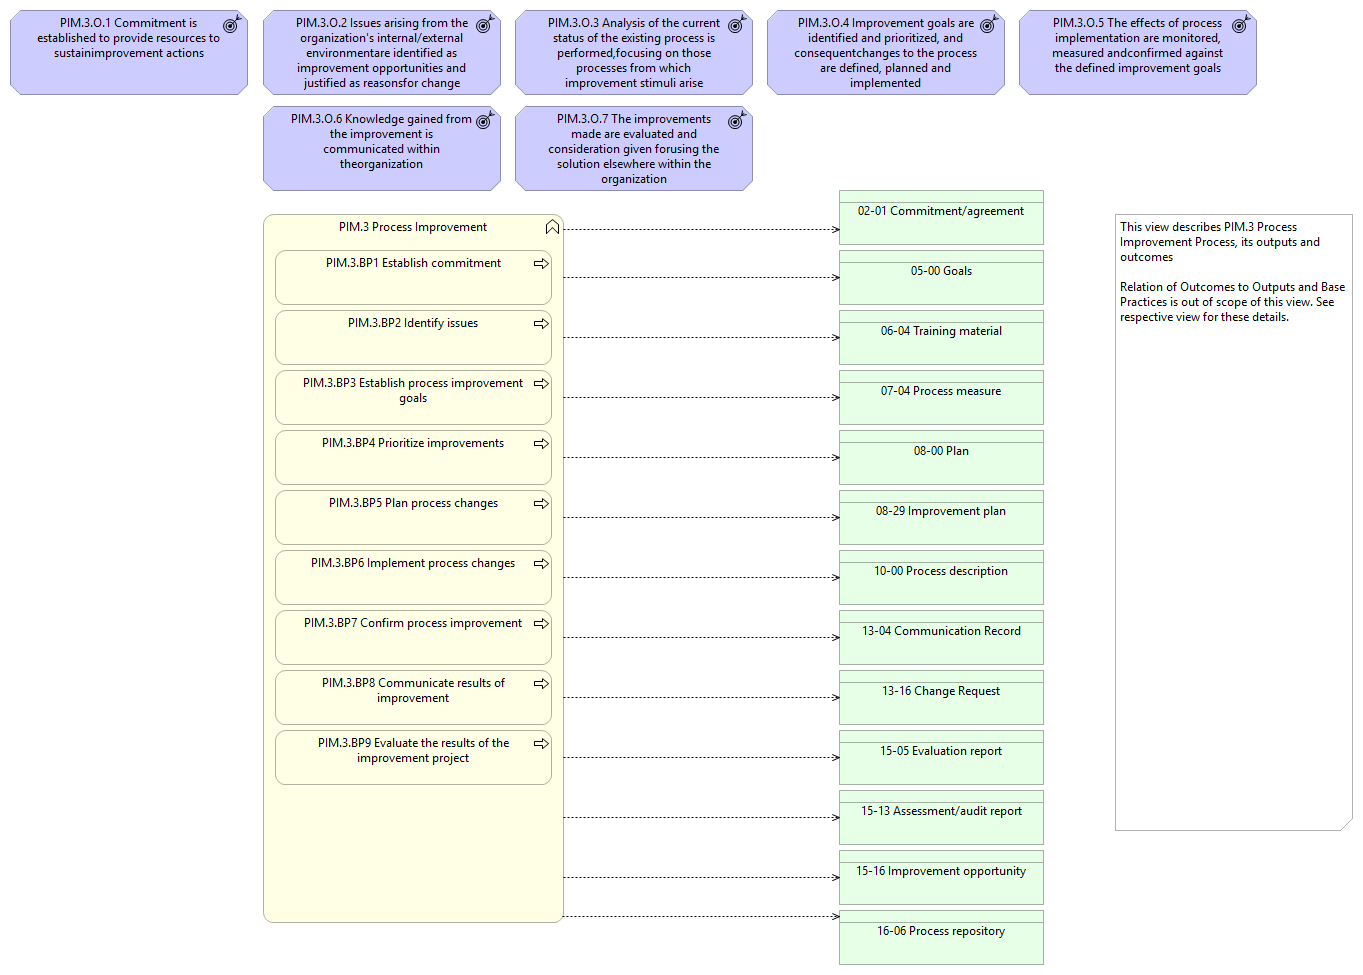 PIM.3.O.1 Commitment is
established to provide resources to
sustainimprovement actions
PIM.3.O.2 Issues arising from the
organization's internal/external
environmentare identified as
improvement opportunities and
justified as reasonsfor change
PIM.3.O.3 Analysis of the current
status of the existing process is
performed,focusing on those
processes from which
improvement stimuli arise
PIM.3.O.4 Improvement goals are
identified and prioritized, and
consequentchanges to the process
are defined, planned and
implemented
PIM.3.O.5 The effects of process
implementation are monitored,
measured andconfirmed against
the defined improvement goals
PIM.3.O.6 Knowledge gained from
the improvement is
communicated within
theorganization
PIM.3.O.7 The improvements
made are evaluated and
consideration given forusing the
solution elsewhere within the
organization
PIM.3 Process Improvement
PIM.3.BP1 Establish commitment
PIM.3.BP2 Identify issues
PIM.3.BP3 Establish process improvement
goals
PIM.3.BP4 Prioritize improvements
PIM.3.BP5 Plan process changes
PIM.3.BP6 Implement process changes
PIM.3.BP7 Confirm process improvement
PIM.3.BP8 Communicate results of
improvement
PIM.3.BP9 Evaluate the results of the
improvement project
02-01 Commitment/agreement
05-00 Goals
06-04 Training material
07-04 Process measure
08-00 Plan
08-29 Improvement plan
10-00 Process description
13-04 Communication Record
13-16 Change Request
15-05 Evaluation report
15-13 Assessment/audit report
15-16 Improvement opportunity
16-06 Process repository
This view describes PIM.3 Process
Improvement Process, its outputs and
outcomes
Relation of Outcomes to Outputs and Base
Practices is out of scope of this view. See
respective view for these details.